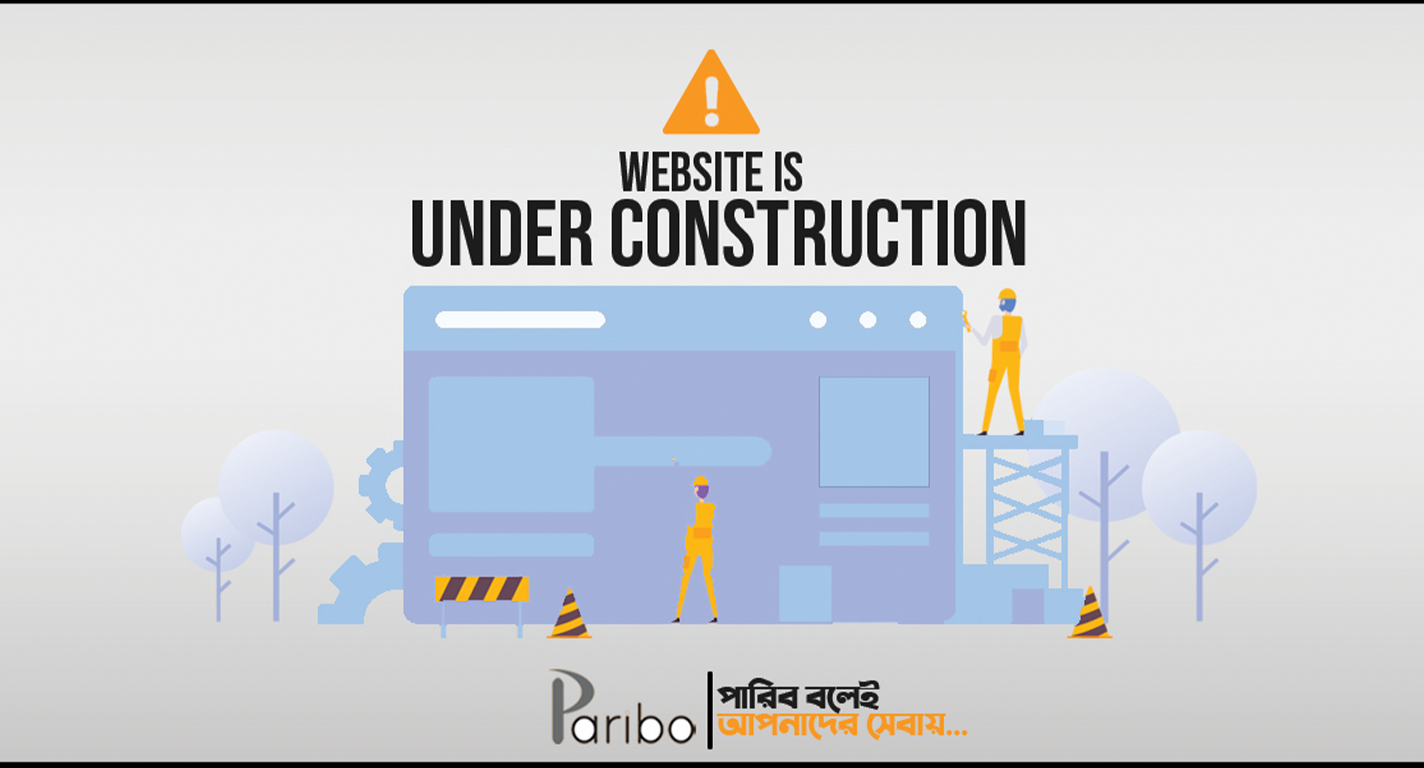 WEBSITE IS
UNDER CONSTRUCTION
Paribo
পারিব বলেই
আপনাদের সেবায়...